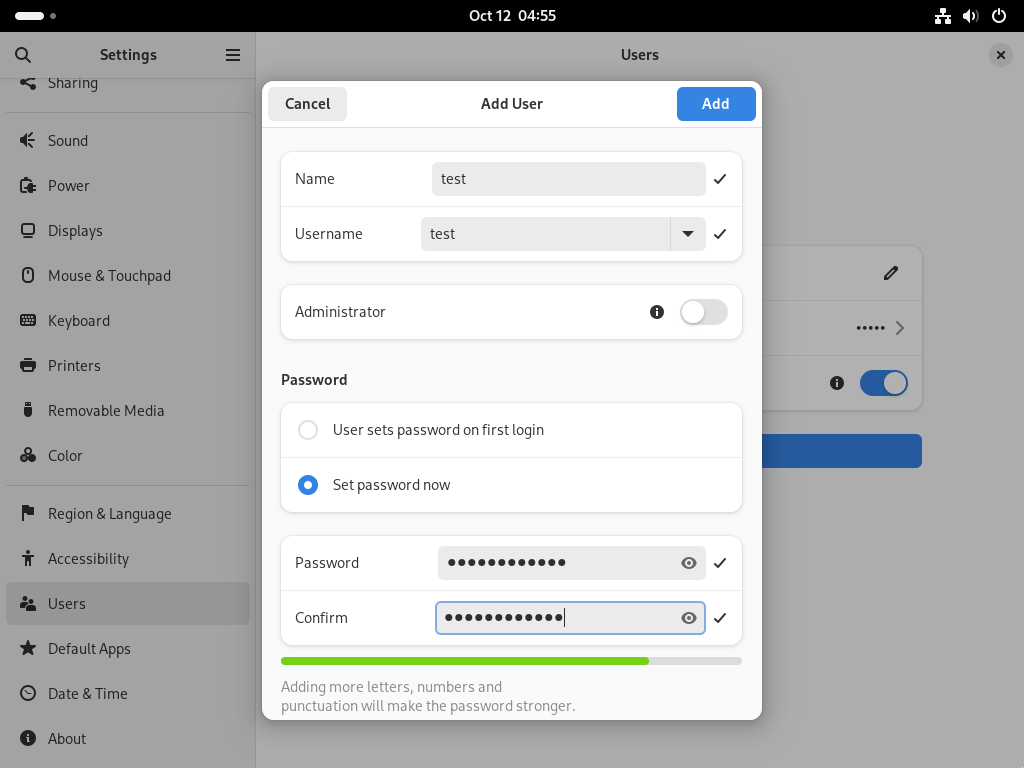 Oct 12 04:55
Settings
Users
Sharing
Sound
Power
Displays
Mouse & Touchpad
Keyboard
Printers
Removable Media
Color
Region & Language
Accessibility
Users
Default Apps
Date & Time
About
Cancel
Add User
Add
Name
test
Username
test
Administrator
Password
User sets password on first login
Set password now
Password
●●●●●●●●●●●●
Confirm
●●●●●●●●●●●●
Adding more letters, numbers and
punctuation will make the password stronger.
•••••